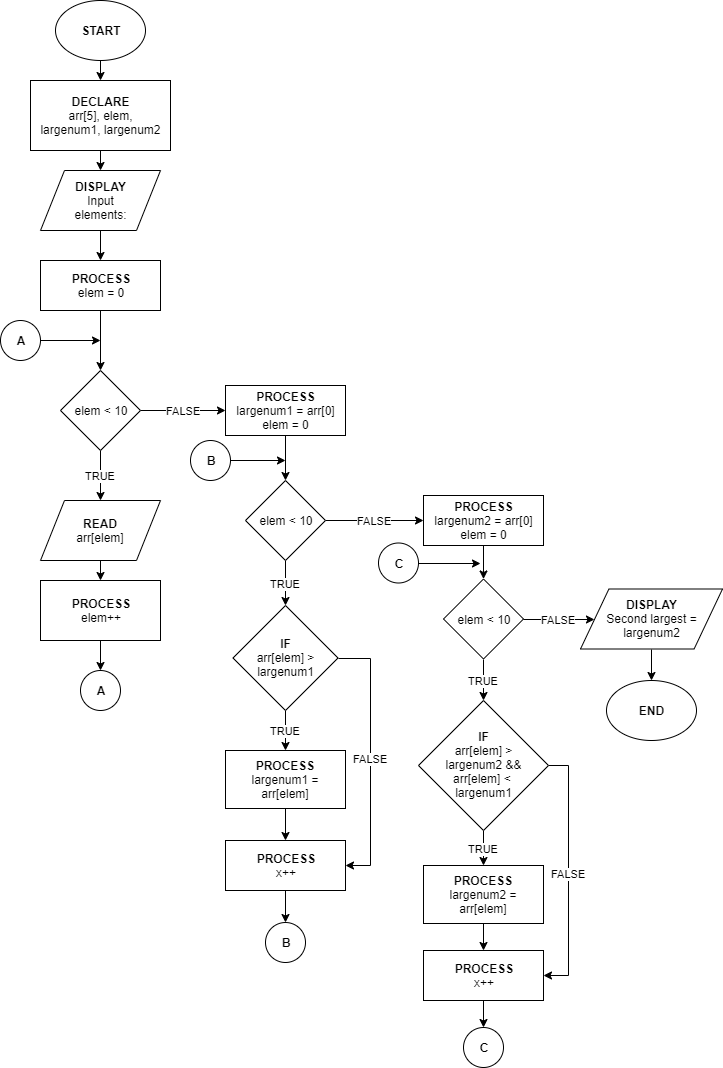 START
DECLARE
arr[5], elem,
largenum1, largenum2
DISPLAY
Input
elements:
PROCESS
elem = 0
A
elem < 10
FALSE
TRUE
READ
arr[elem]
PROCESS
elem++
A
PROCESS
largenum1 = arr[0]
elem = 0
B
elem < 10
FALSE
TRUE
IF
arr[elem] >
largenum1
TRUE
FALSE
PROCESS
largenum1 =
arr[elem]
PROCESS
x++
B
PROCESS
largenum2 = arr[0]
elem = 0
C
elem < 10
FALSE
TRUE
IF
arr[elem] >
largenum2 &&
arr[elem] <
largenum1
TRUE
FALSE
PROCESS
largenum2 =
arr[elem]
PROCESS
x++
C
DISPLAY
Second largest =
largenum2
END